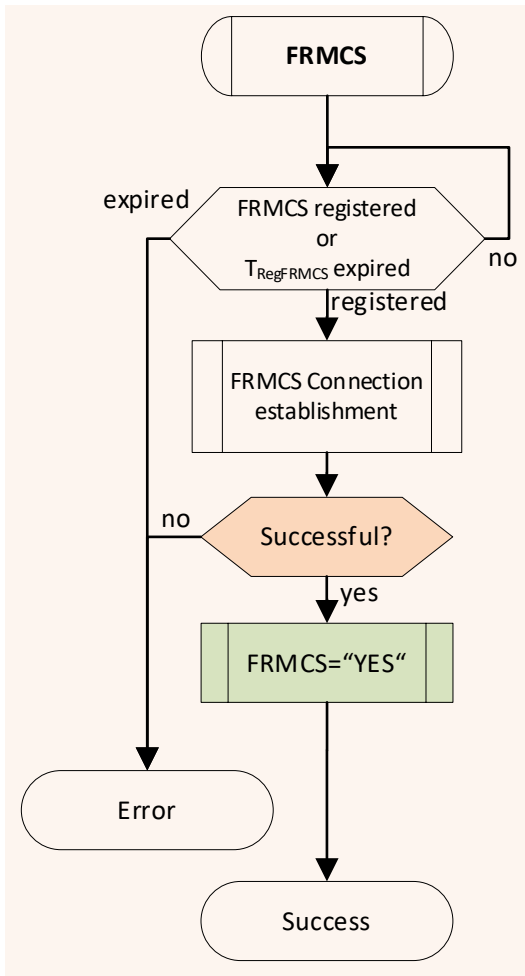 FRMCS
expired
FRMCS registered
or
TRegFRMCS expired
no
registered
FRMCS Connection
establishment
no
Successful?
yes
FRMCS=“YES“
Error
Success